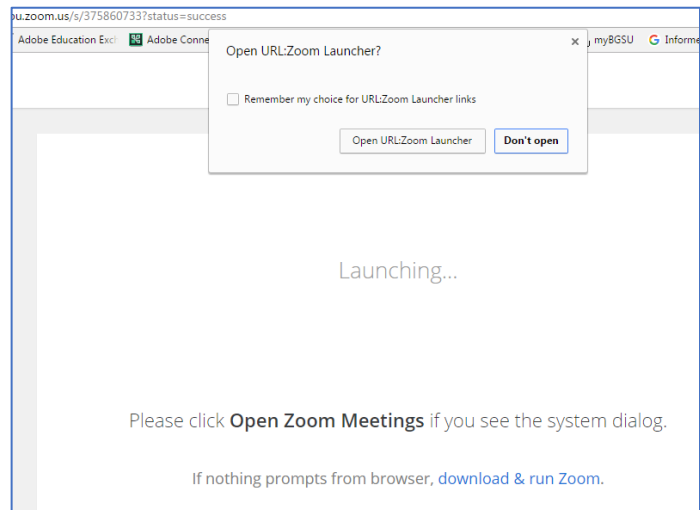 ou.zoom.us/s/375860733?status=success
Adobe Education Exc Adobe Conne myBGSU G Informe
Open URL:Zoom Launcher? ×
Remember my choice for URL:Zoom Launcher links
Open URL:Zoom Launcher Don't open
Launching...
Please click Open Zoom Meetings if you see the system dialog.
If nothing prompts from browser, download & run Zoom.